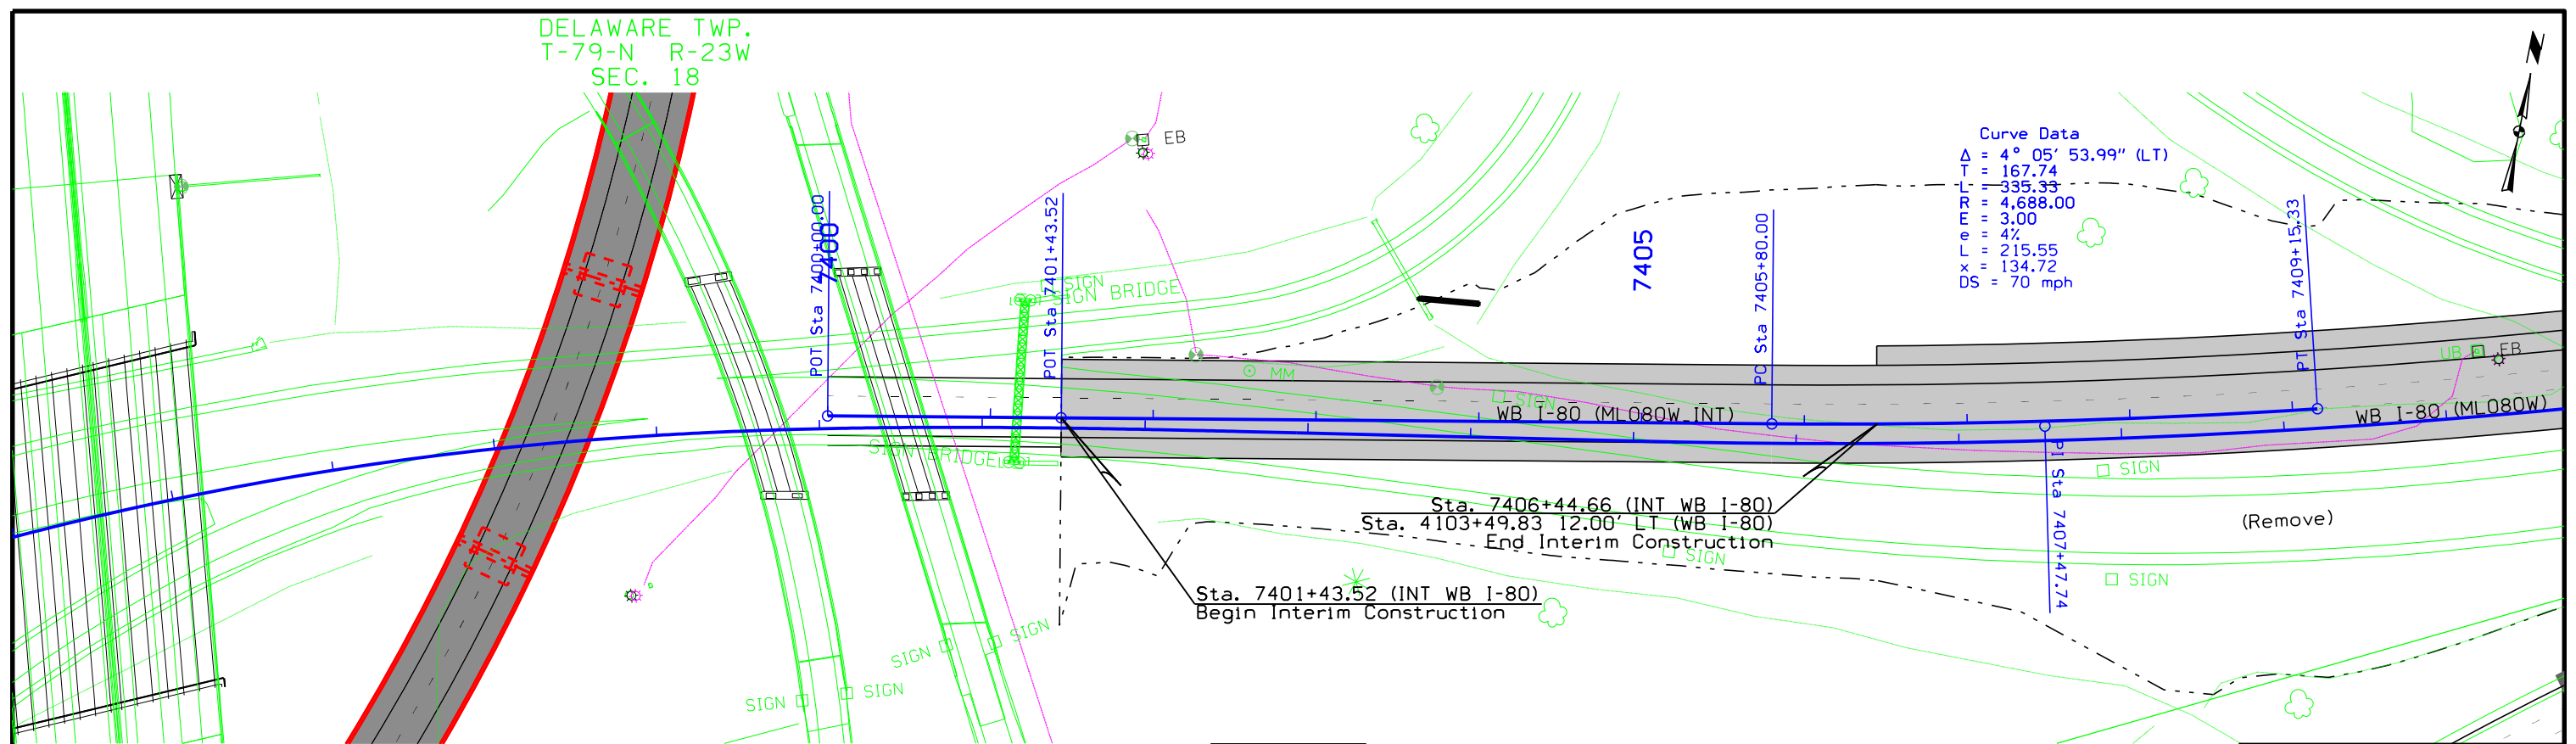 DELAWARE TWP.
T-79-N R-23W
SEC. 18
EB
Curve Data
Δ = 4° 05' 53.99" (LT)
T = 167.74
L = 335.33
R = 4,688.00
E = 3.00
e = 4%
L = 215.55
x = 134.72
DS = 70 mph
POT Sta 7400+00.00
7400
POT Sta 7401+43.52
SIGN
SIGN BRIDGE
7405
PC Sta 7405+80.00
PT Sta 7409+15.33
MM
SIGN
UB
EB
WB I-80 (ML080W_INT)
WB I-80 (ML080W)
SIGN BRIDGE
SIGN
PI Sta 7407+47.74
Sta. 7406+44.66 (INT WB I-80)
Sta. 4103+49.83 12.00' LT (WB I-80)
End Interim Construction
(Remove)
SIGN
SIGN
Sta. 7401+43.52 (INT WB I-80)
Begin Interim Construction
SIGN
SIGN
SIGN
SIGN